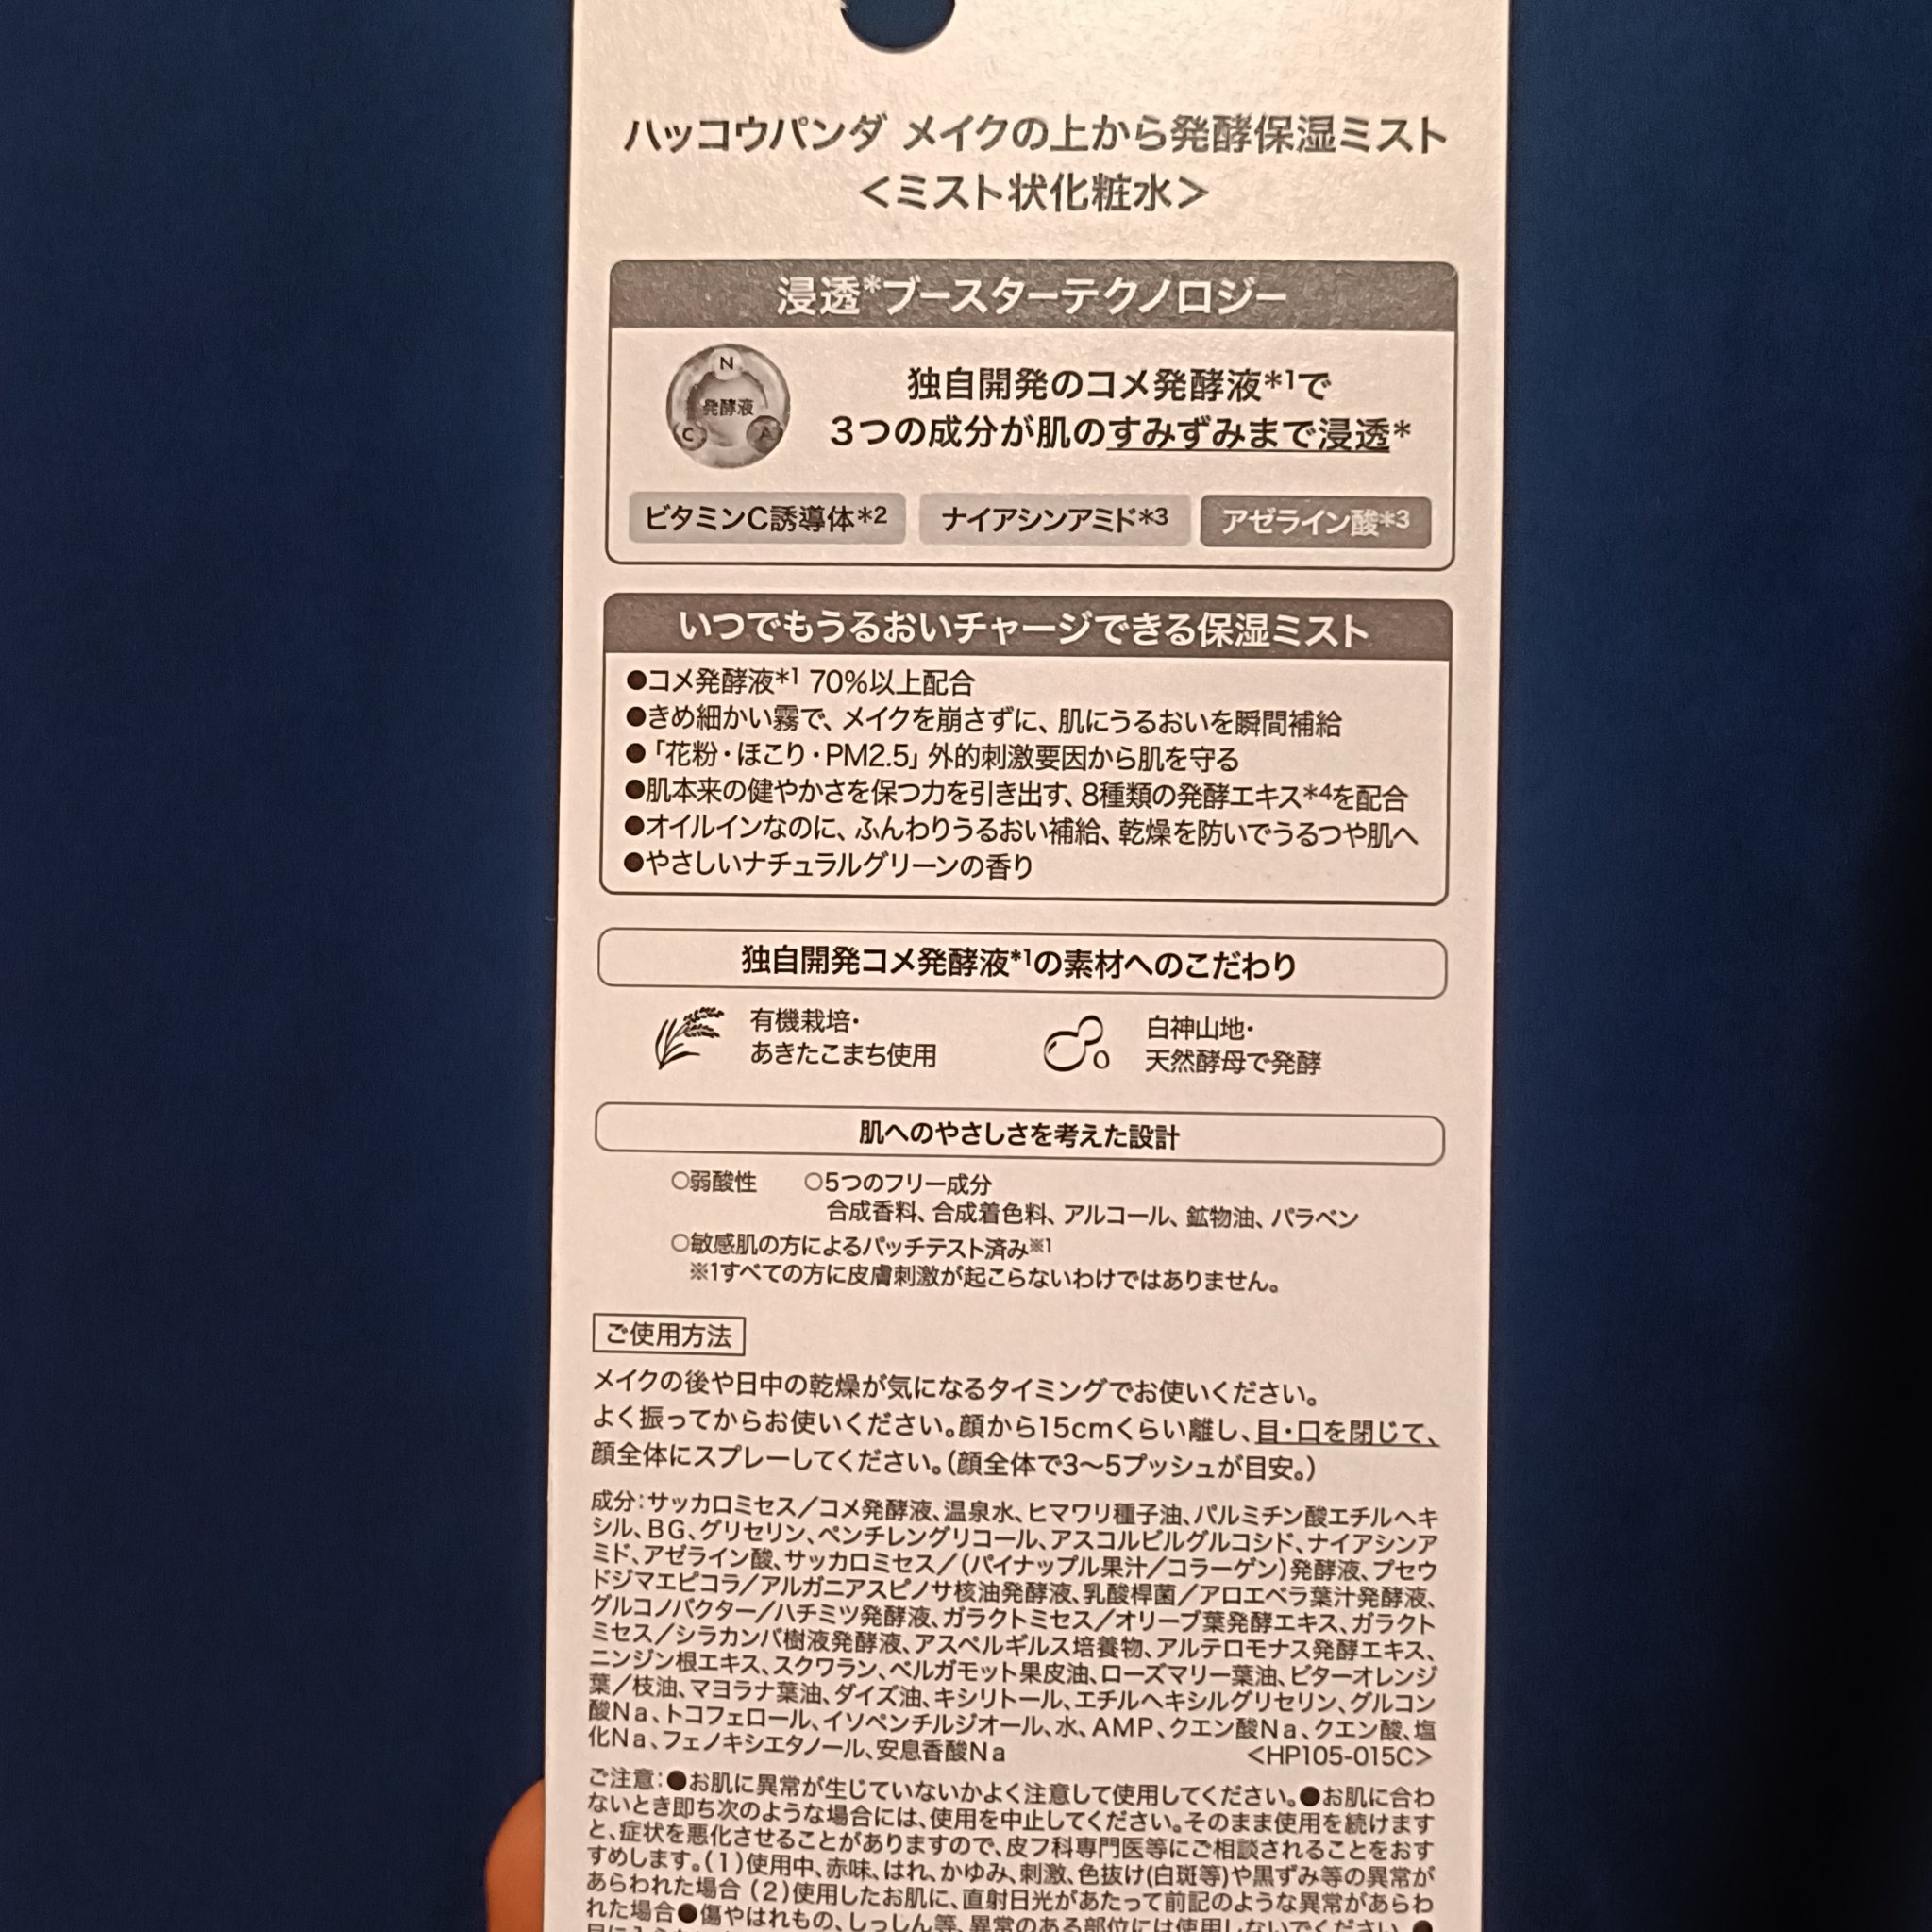 ハッコウパンダ メイクの上から発酵保湿ミスト
＜ミスト状化粧水＞
浸透*ブースターテクノロジー
N
発酵液
C
A
独自開発のコメ発酵液*1で
3つの成分が肌のすみずみまで浸透*
ビタミンC誘導体*2
ナイアシンアミド*3
アゼライン酸*3
いつでもうるおいチャージできる保湿ミスト
●コメ発酵液*1 70%以上配合
●きめ細かい霧で、メイクを崩さずに、肌にうるおいを瞬間補給
●「花粉・ほこり・PM2.5」外的刺激要因から肌を守る
●肌本来の健やかさを保つ力を引き出す、8種類の発酵エキス*4を配合
●オイルインなのに、ふんわりうるおい補給、乾燥を防いでうるつや肌へ
●やさしいナチュラルグリーンの香り
独自開発コメ発酵液*1の素材へのこだわり
有機栽培・
あきたこまち使用
白神山地・
天然酵母で発酵
肌へのやさしさを考えた設計
○弱酸性 ○5つのフリー成分
合成香料、合成着色料、アルコール、鉱物油、パラベン
○敏感肌の方によるパッチテスト済み※1
※1すべての方に皮膚刺激が起こらないわけではありません。
ご使用方法
メイクの後や日中の乾燥が気になるタイミングでお使いください。
よく振ってからお使いください。顔から15cmくらい離し、目・口を閉じて、
顔全体にスプレーしてください。（顔全体で3～5プッシュが目安。）
成分：サッカロミセス／コメ発酵液、温泉水、ヒマワリ種子油、パルミチン酸エチルヘキ
シル、BG、グリセリン、ペンチレングリコール、アスコルビルグルコシド、ナイアシンア
ミド、アゼライン酸、サッカロミセス／（パイナップル果汁／コラーゲン）発酵液、プセウ
ドジマエピコラ／アルガニアスピノサ核油発酵液、乳酸桿菌／アロエベラ葉汁発酵液、
グルコノバクター／ハチミツ発酵液、ガラクトミセス／オリーブ葉発酵エキス、ガラクト
ミセス／シラカンバ樹液発酵液、アスペルギルス培養物、アルテロモナス発酵エキス、
ニンジン根エキス、スクワラン、ベルガモット果皮油、ローズマリー葉油、ビターオレンジ
葉／枝油、マヨラナ葉油、ダイズ油、キシリトール、エチルヘキシルグリセリン、グルコン
酸Na、トコフェロール、イソペンチルジオール、水、AMP、クエン酸Na、クエン酸、塩
化Na、フェノキシエタノール、安息香酸Na ＜HP105-015C＞
ご注意：●お肌に異常が生じていないかよく注意して使用してください。●お肌に合わ
ないとき即ち次のような場合には、使用を中止してください。そのまま使用を続けます
と、症状を悪化させることがありますので、皮フ科専門医等にご相談されることをおす
すめします。（1）使用中、赤味、はれ、かゆみ、刺激、色抜け（白斑等）や黒ずみ等の異常が
あらわれた場合（2）使用したお肌に、直射日光があたって前記のような異常があらわ
れた場合●傷やはれもの、しっしん等、異常のある部位には使用しないでください。●